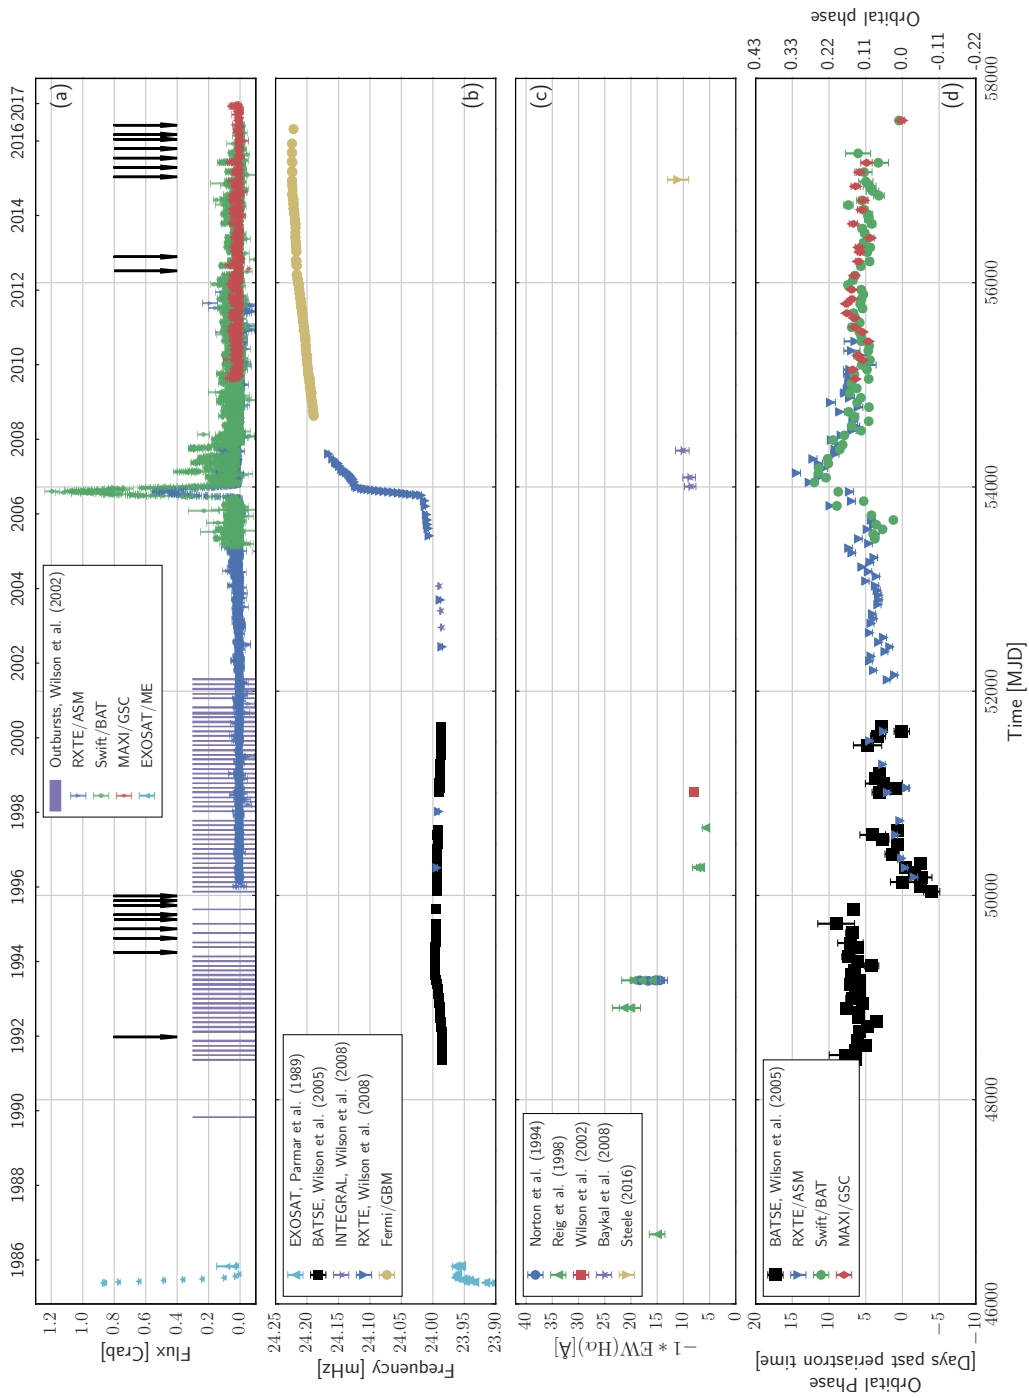 1986 1988 1990 1992 1994 1996 1998 2000 2002 2004 2006 2008 2010 2012 2014 2016 2017
(a)
Outbursts, Wilson et al. (2002)
RXTE/ASM
Swift/BAT
MAXI/GSC
EXOSAT/ME
Flux [Crab]
1.2
1.0
0.8
0.6
0.4
0.2
0.0
(b)
EXOSAT, Parmar et al. (1989)
BATSE, Wilson et al. (2005)
INTEGRAL, Wilson et al. (2008)
RXTE, Wilson et al. (2008)
Fermi/GBM
Frequency [mHz]
24.25
24.20
24.15
24.10
24.05
24.00
23.95
23.90
(c)
Norton et al. (1994)
Reig et al. (1998)
Wilson et al. (2002)
Baykal et al. (2008)
Steele (2016)
−1 ∗ EW(Hα)[Å]
40
35
30
25
20
15
10
5
0
(d)
BATSE, Wilson et al. (2005)
RXTE/ASM
Swift/BAT
MAXI/GSC
Orbital Phase
[Days past periastron time]
20
15
10
5
0
−5
−10
Orbital phase
0.43
0.33
0.22
0.11
0.0
-0.11
-0.22
46000 48000 50000 52000 54000 56000 58000
Time [MJD]